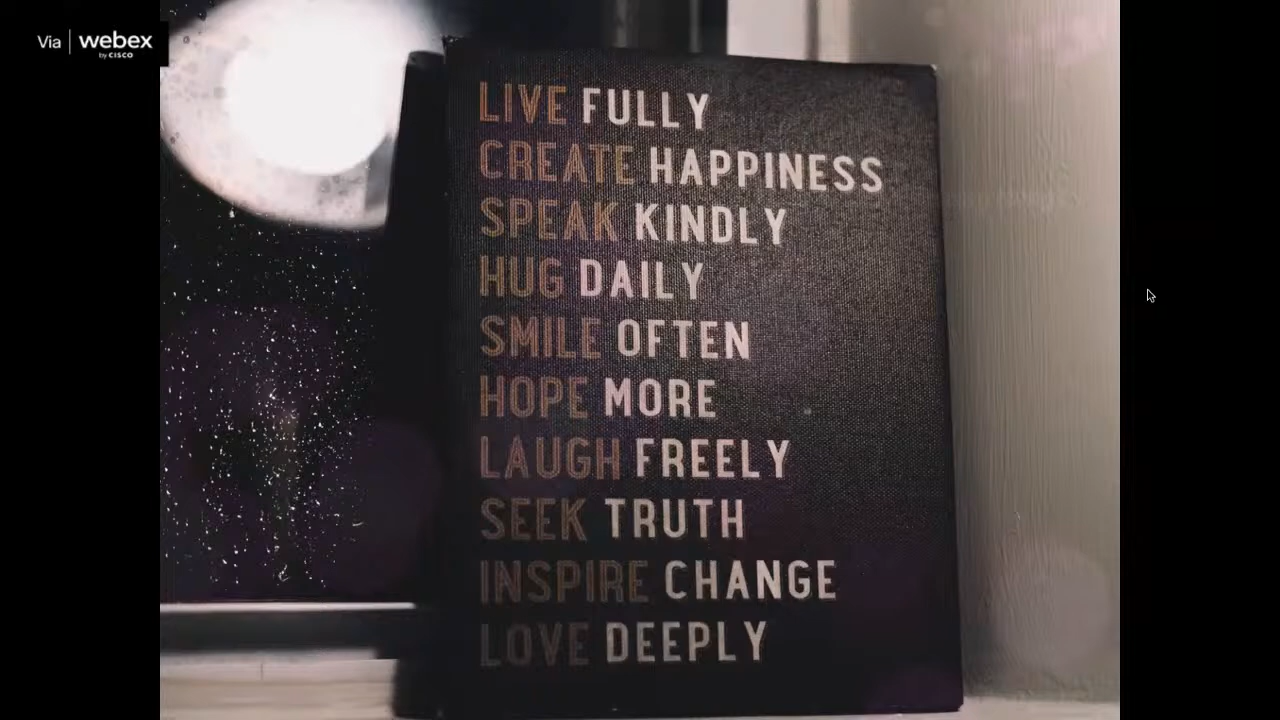 Via | webex
by CISCO
LIVE FULLY
CREATE HAPPINESS
SPEAK KINDLY
HUG DAILY
SMILE OFTEN
HOPE MORE
LAUGH FREELY
SEEK TRUTH
INSPIRE CHANGE
LOVE DEEPLY